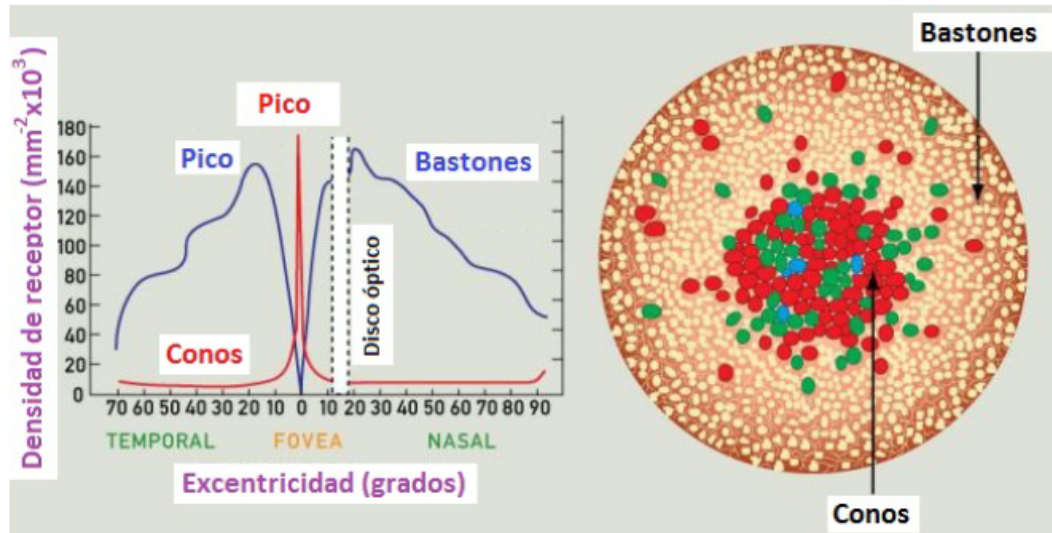 Densidad de receptor (mm⁻²x10³)
180
160
140
120
100
80
60
40
20
0
Pico
Pico
Bastones
Conos
Disco óptico
70 60 50 40 30 20 10 0 10 20 30 40 50 60 70 80 90
TEMPORAL FOVEA NASAL
Excentricidad (grados)
Bastones
Conos